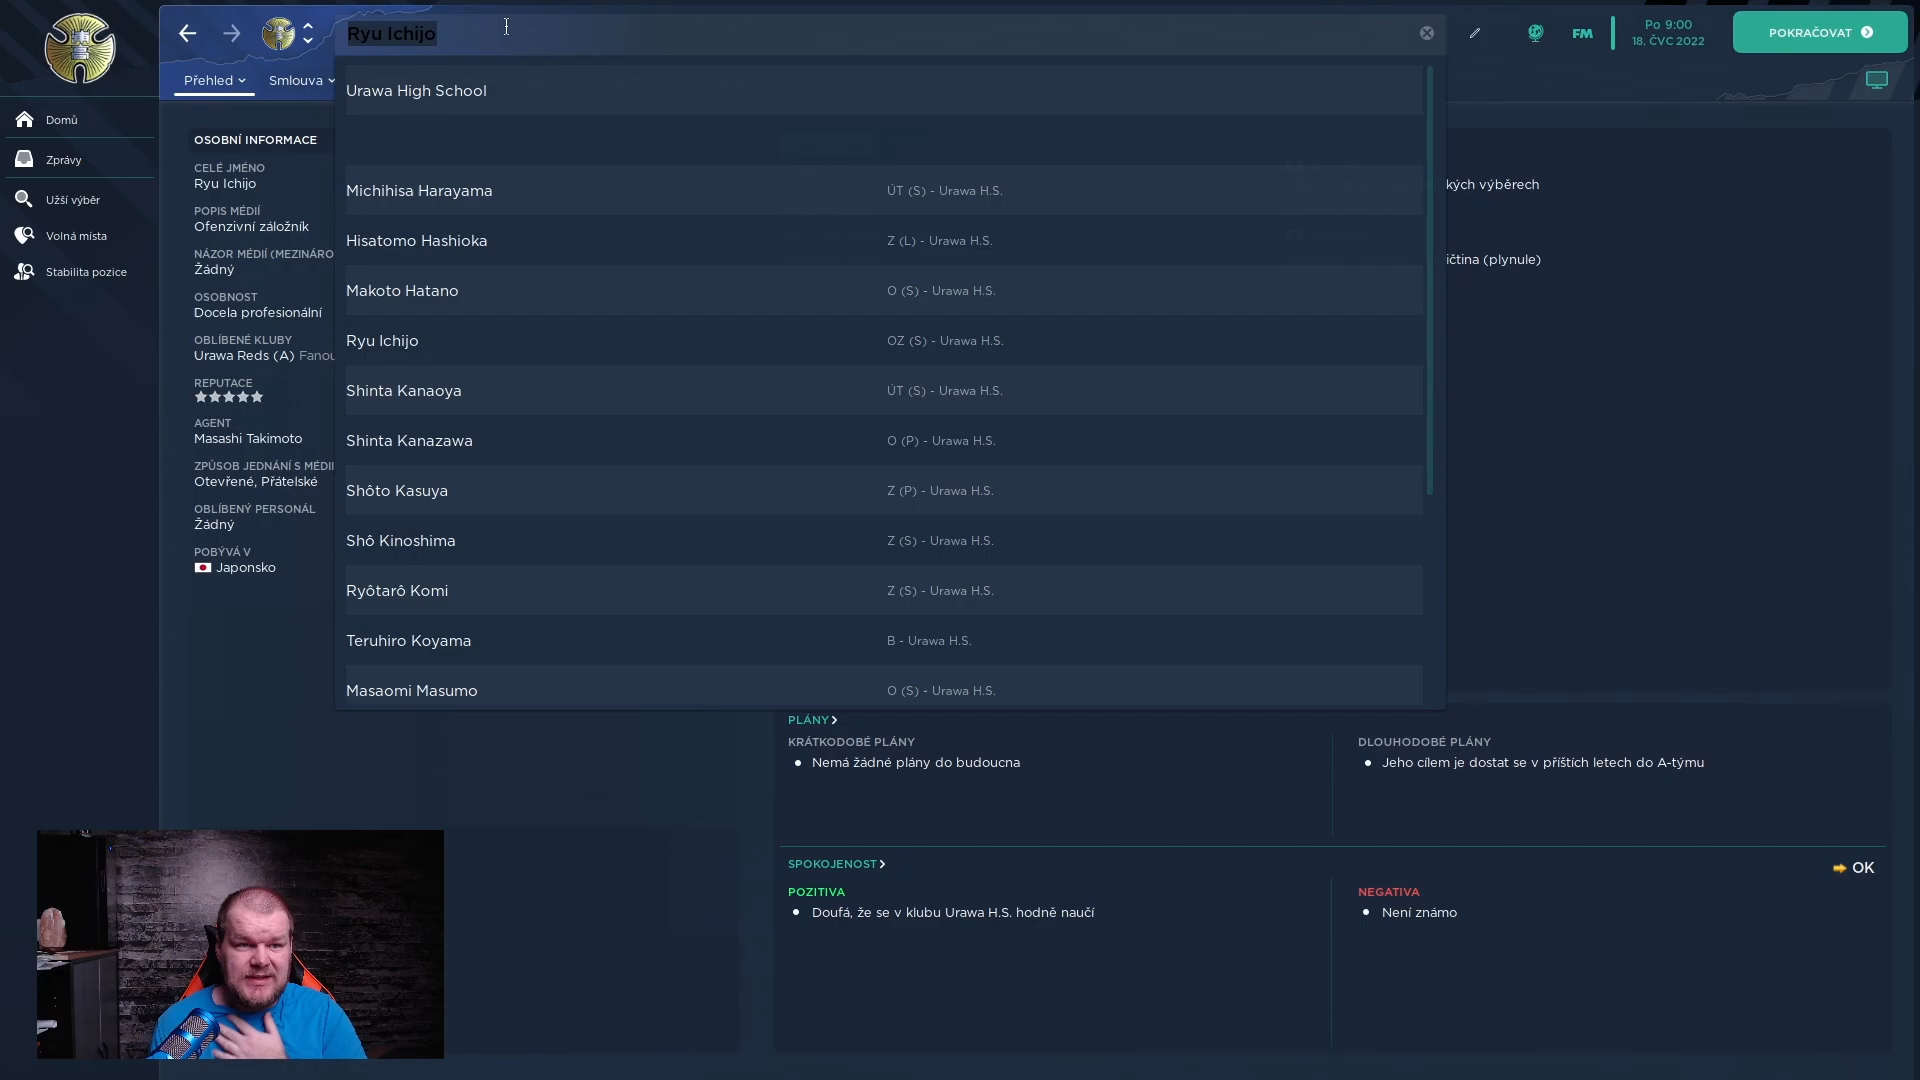 Ryu Ichijo
FM
Po 9:00
18. ČVC 2022
POKRAČOVAT
Přehled
Smlouva
Domů
Zprávy
Užší výběr
Volná místa
Stabilita pozice
OSOBNÍ INFORMACE
CELÉ JMÉNO
Ryu Ichijo
POPIS MÉDIÍ
Ofenzivní záložník
NÁZOR MÉDIÍ (MEZINÁRO
Žádný
OSOBNOST
Docela profesionální
OBLÍBENÉ KLUBY
Urawa Reds (A) Fanou
REPUTACE
AGENT
Masashi Takimoto
ZPŮSOB JEDNÁNÍ S MÉDII
Otevřené, Přátelské
OBLÍBENÝ PERSONÁL
Žádný
POBÝVÁ V
Japonsko
Urawa High School
Michihisa Harayama ÚT (S) - Urawa H.S.
Hisatomo Hashioka Z (L) - Urawa H.S.
Makoto Hatano O (S) - Urawa H.S.
Ryu Ichijo OZ (S) - Urawa H.S.
Shinta Kanaoya ÚT (S) - Urawa H.S.
Shinta Kanazawa O (P) - Urawa H.S.
Shôto Kasuya Z (P) - Urawa H.S.
Shô Kinoshima Z (S) - Urawa H.S.
Ryôtarô Komi Z (S) - Urawa H.S.
Teruhiro Koyama B - Urawa H.S.
Masaomi Masumo O (S) - Urawa H.S.
kých výběrech
ičtina (plynule)
PLÁNY
KRÁTKODOBÉ PLÁNY
Nemá žádné plány do budoucna
DLOUHODOBÉ PLÁNY
Jeho cílem je dostat se v příštích letech do A-týmu
SPOKOJENOST
OK
POZITIVA
Doufá, že se v klubu Urawa H.S. hodně naučí
NEGATIVA
Není známo